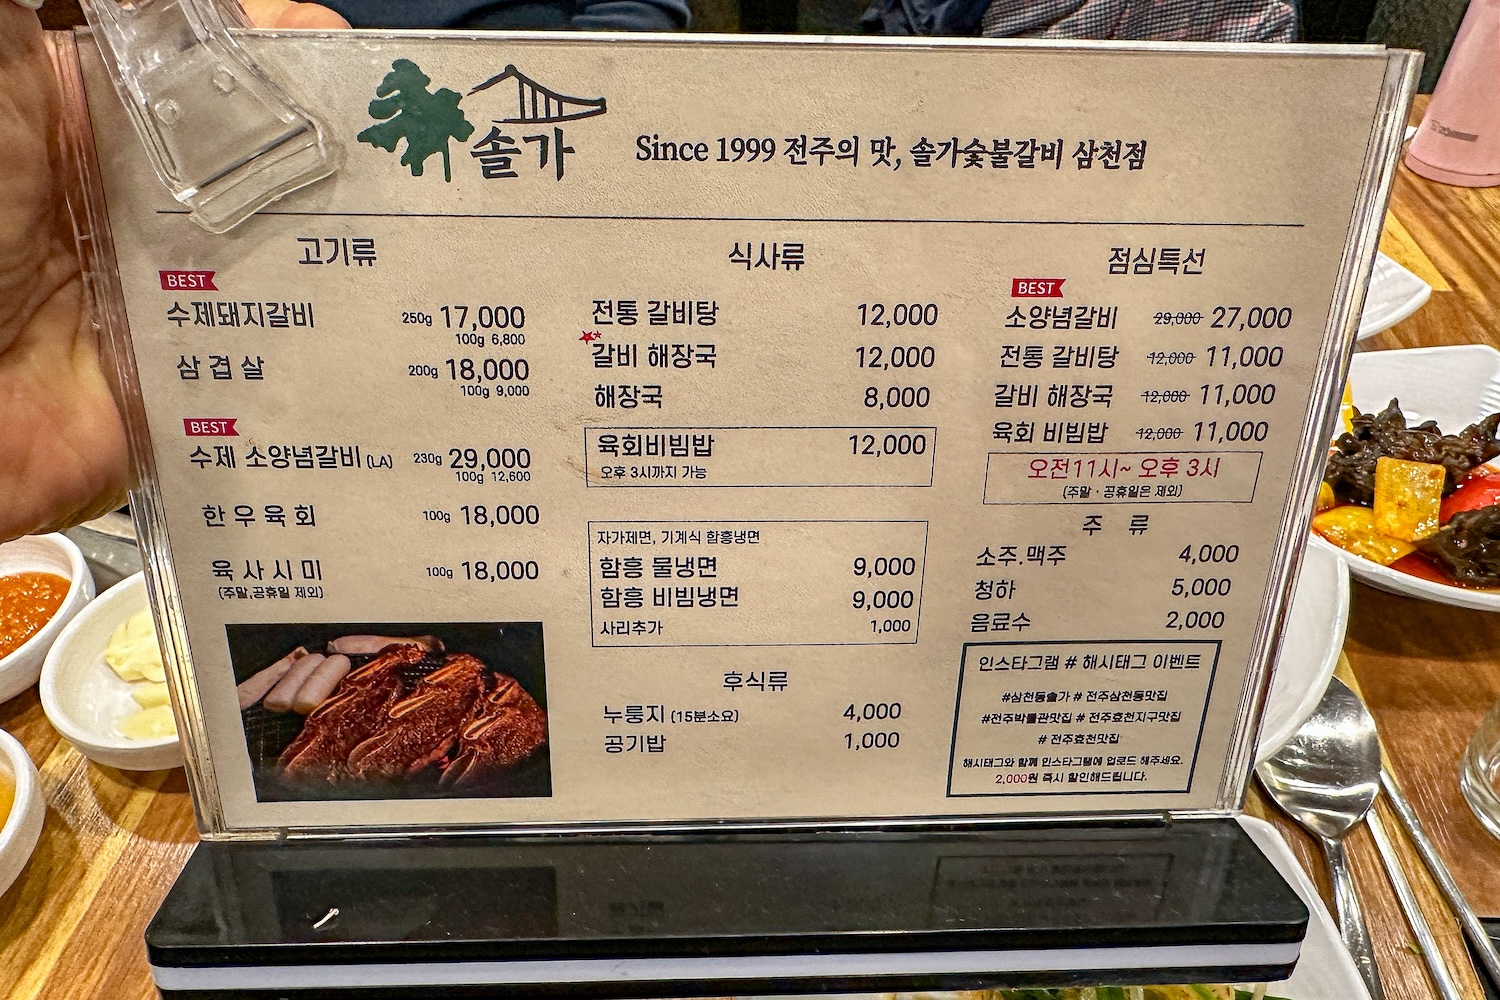 솔가
Since 1999 전주의 맛, 솔가숯불갈비 삼천점
고기류
BEST
수제돼지갈비 250g 17,000
100g 6,800
삼겹살 200g 18,000
100g 9,000
BEST
수제 소양념갈비 (LA) 230g 29,000
100g 12,600
한우육회 100g 18,000
육사시미 100g 18,000
(주말,공휴일 제외)
식사류
전통 갈비탕 12,000
갈비 해장국 12,000
해장국 8,000
육회비빔밥 12,000
오후 3시까지 가능
자가제면, 기계식 함흥냉면
함흥 물냉면 9,000
함흥 비빔냉면 9,000
사리추가 1,000
후식류
누룽지 (15분소요) 4,000
공기밥 1,000
점심특선
BEST
소양념갈비 29,000 27,000
전통 갈비탕 12,000 11,000
갈비 해장국 12,000 11,000
육회 비빔밥 12,000 11,000
오전11시~ 오후 3시
(주말 · 공휴일은 제외)
주 류
소주.맥주 4,000
청하 5,000
음료수 2,000
인스타그램 # 해시태그 이벤트
#삼천동솔가 # 전주삼천동맛집
#전주박물관맛집 # 전주효천지구맛집
# 전주효천맛집
해시태그와 함께 인스타그램에 업로드 해주세요.
2,000원 즉시 할인해드립니다.